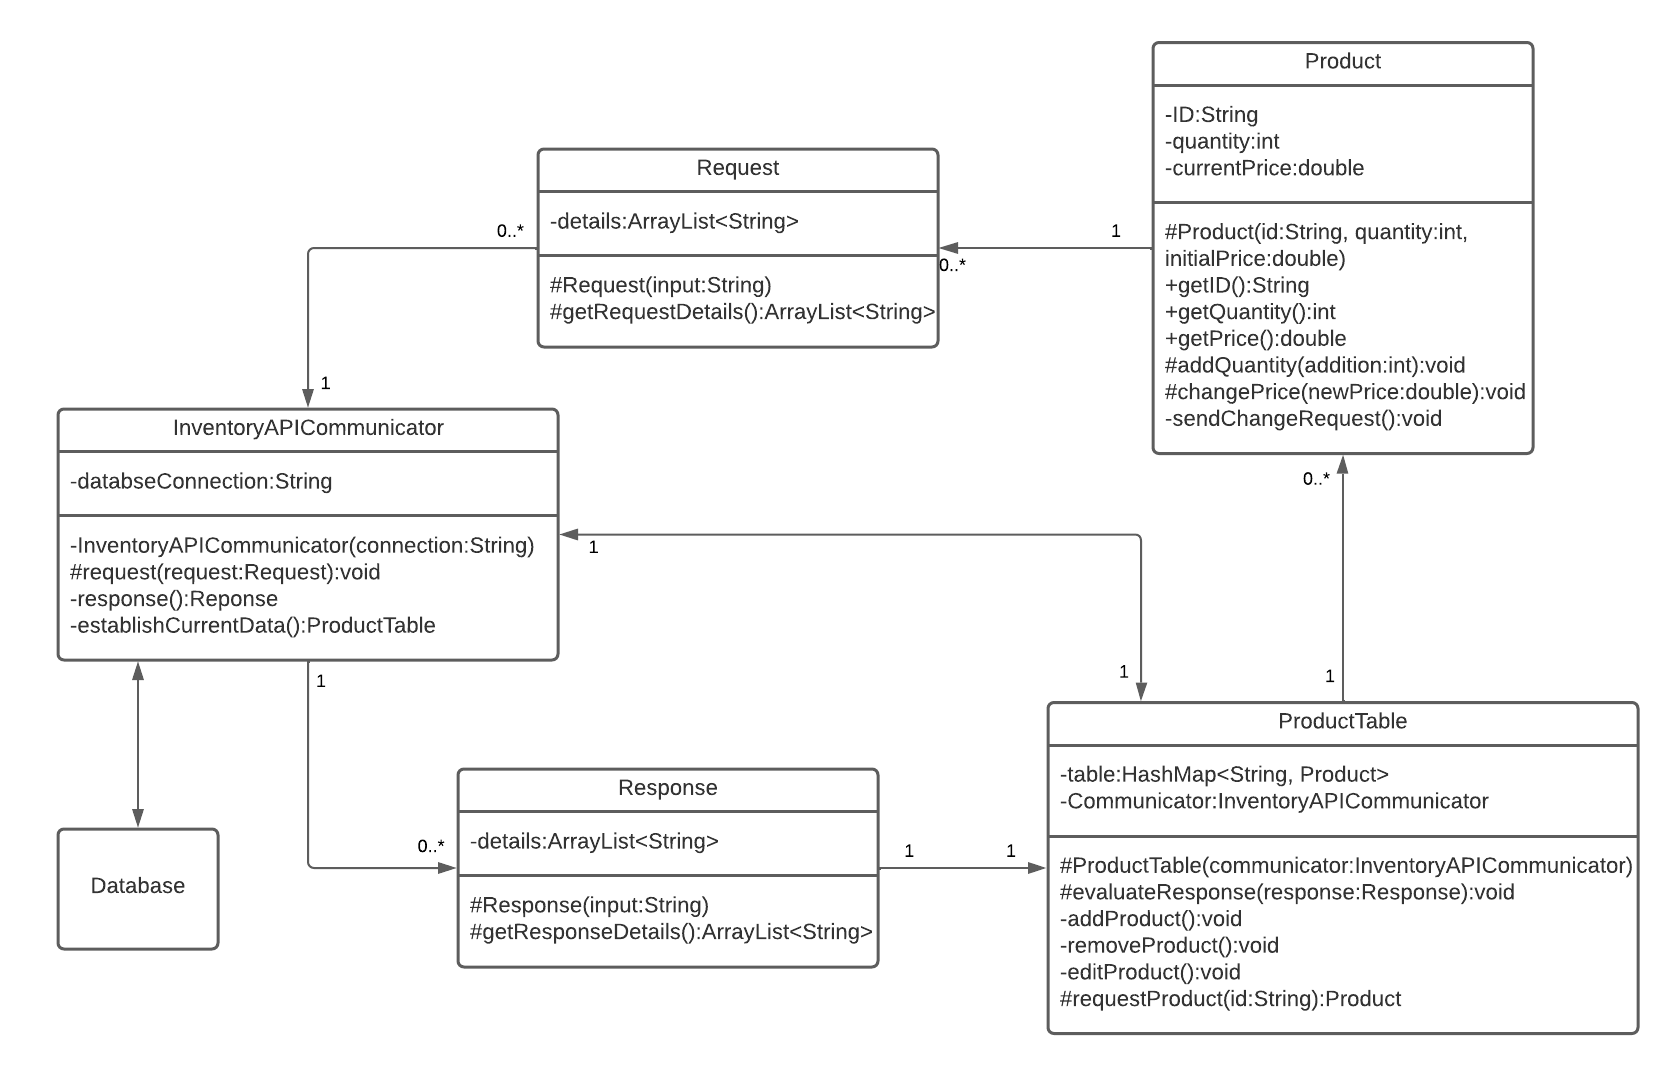 Product
-ID:String
-quantity:int
-currentPrice:double
#Product(id:String, quantity:int,
initialPrice:double)
+getID():String
+getQuantity():int
+getPrice():double
#addQuantity(addition:int):void
#changePrice(newPrice:double):void
-sendChangeRequest():void
Request
-details:ArrayList<String>
#Request(input:String)
#getRequestDetails():ArrayList<String>
0..*
1
0..*
1
InventoryAPICommunicator
-databseConnection:String
-InventoryAPICommunicator(connection:String)
#request(request:Request):void
-response():Reponse
-establishCurrentData():ProductTable
0..*
1
1
1
1
0..*
Database
Response
-details:ArrayList<String>
#Response(input:String)
#getResponseDetails():ArrayList<String>
1
1
ProductTable
-table:HashMap<String, Product>
-Communicator:InventoryAPICommunicator
#ProductTable(communicator:InventoryAPICommunicator)
#evaluateResponse(response:Response):void
-addProduct():void
-removeProduct():void
-editProduct():void
#requestProduct(id:String):Product